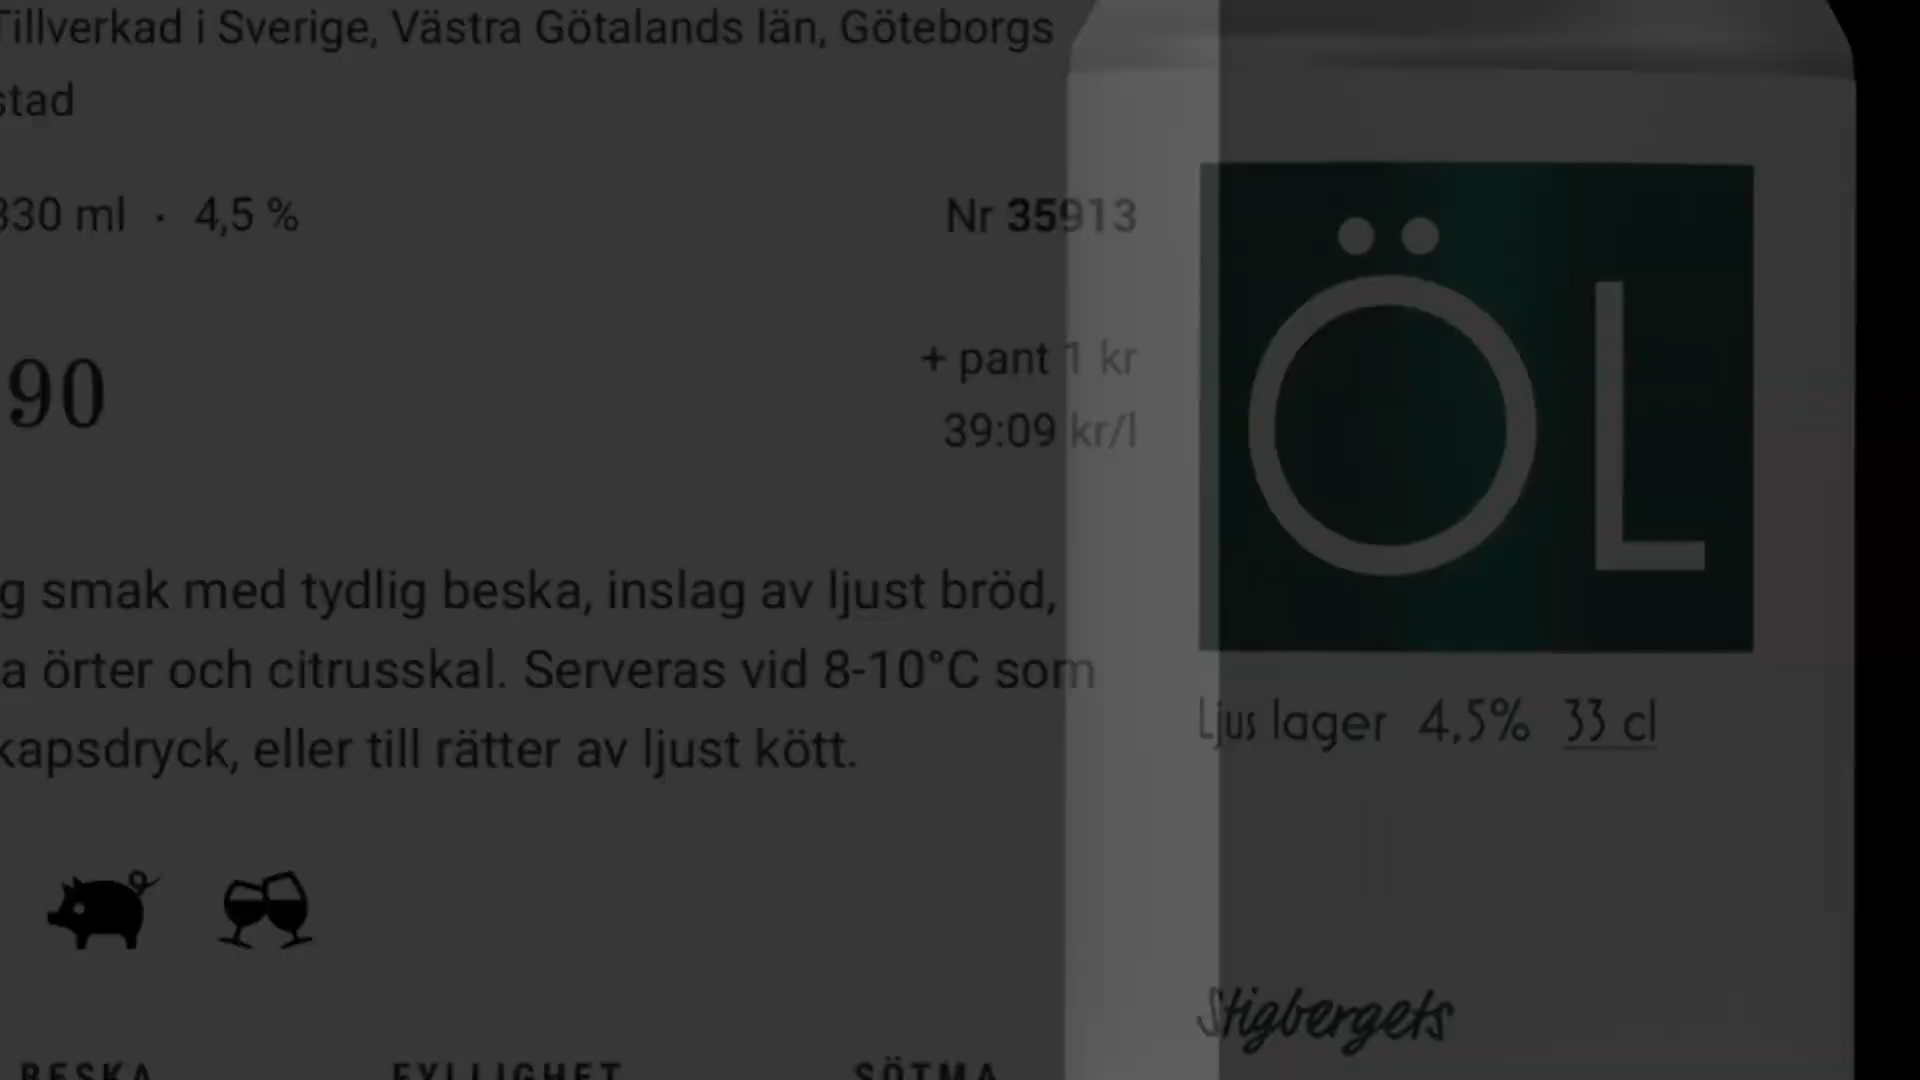 Tillverkad i Sverige, Västra Götalands län, Göteborgs
stad
330 ml · 4,5 %
Nr 35913
90
+ pant 1 kr
39:09 kr/l
g smak med tydlig beska, inslag av ljust bröd,
a örter och citrusskal. Serveras vid 8-10°C som
kapsdryck, eller till rätter av ljust kött.
BESKA
FYLLIGHET
SÖTMA
ÖL
Ljus lager 4,5% 33 cl
Stigbergets